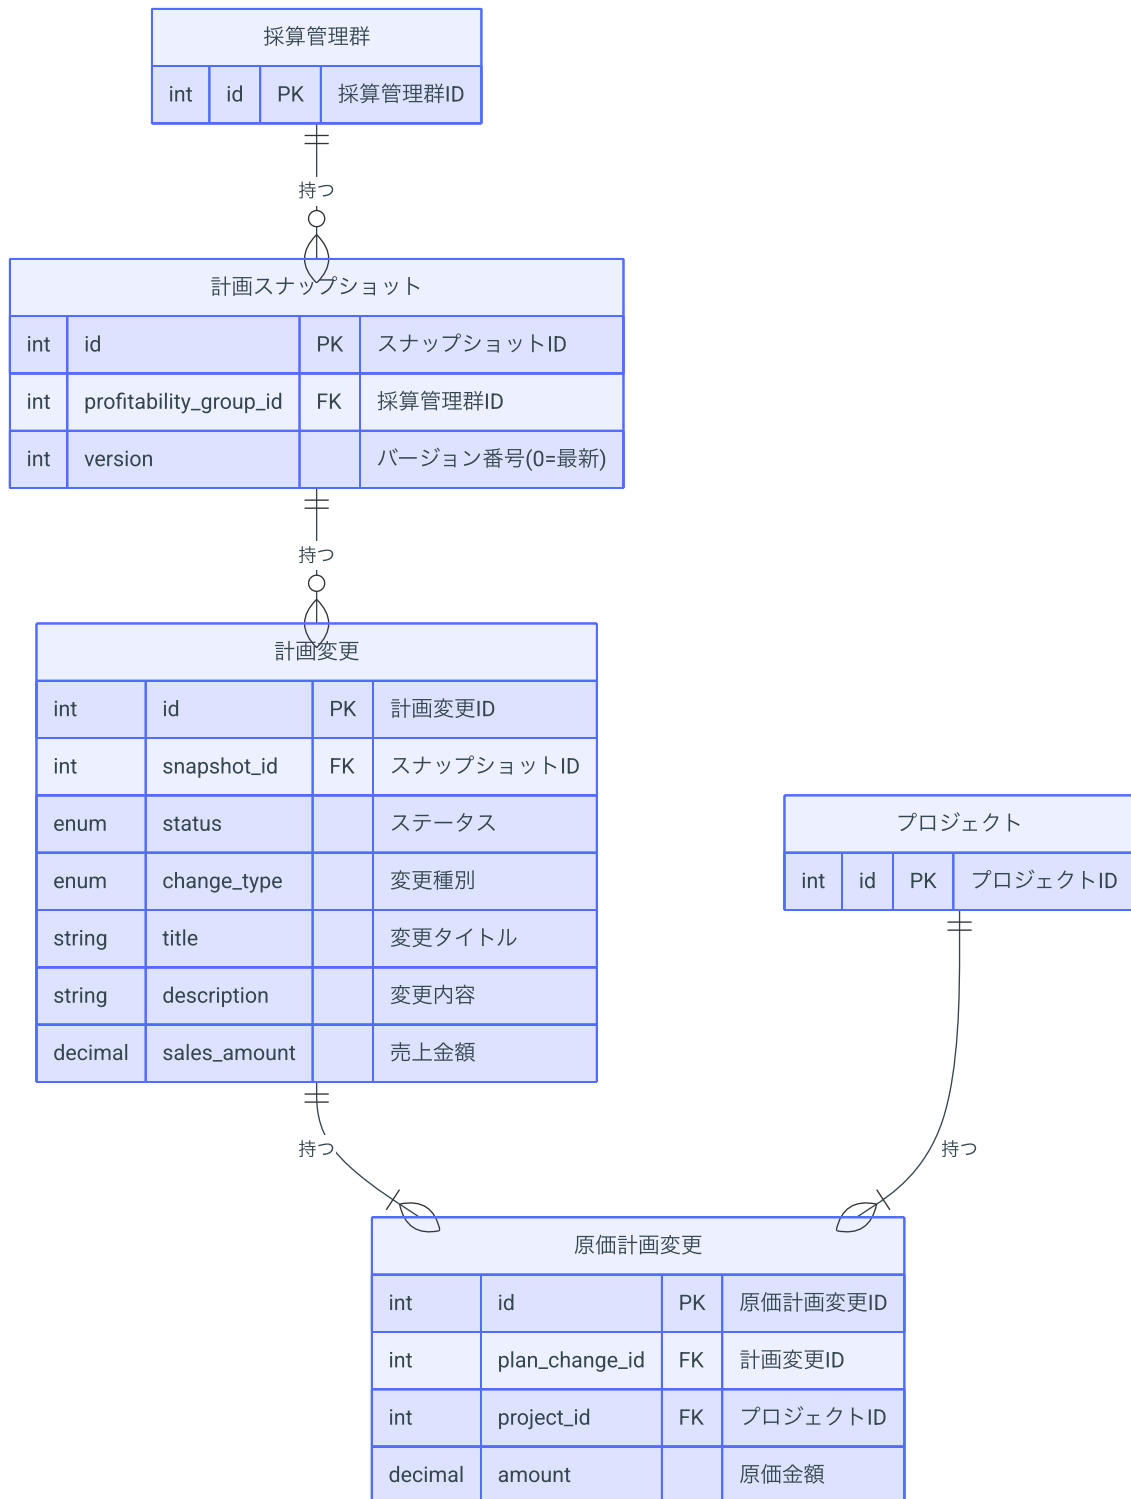 採算管理群
int id PK 採算管理群ID
持つ
計画スナップショット
int id PK スナップショットID
int profitability_group_id FK 採算管理群ID
int version バージョン番号(0=最新)
持つ
計画変更
int id PK 計画変更ID
int snapshot_id FK スナップショットID
enum status ステータス
enum change_type 変更種別
string title 変更タイトル
string description 変更内容
decimal sales_amount 売上金額
プロジェクト
int id PK プロジェクトID
持つ
持つ
原価計画変更
int id PK 原価計画変更ID
int plan_change_id FK 計画変更ID
int project_id FK プロジェクトID
decimal amount 原価金額